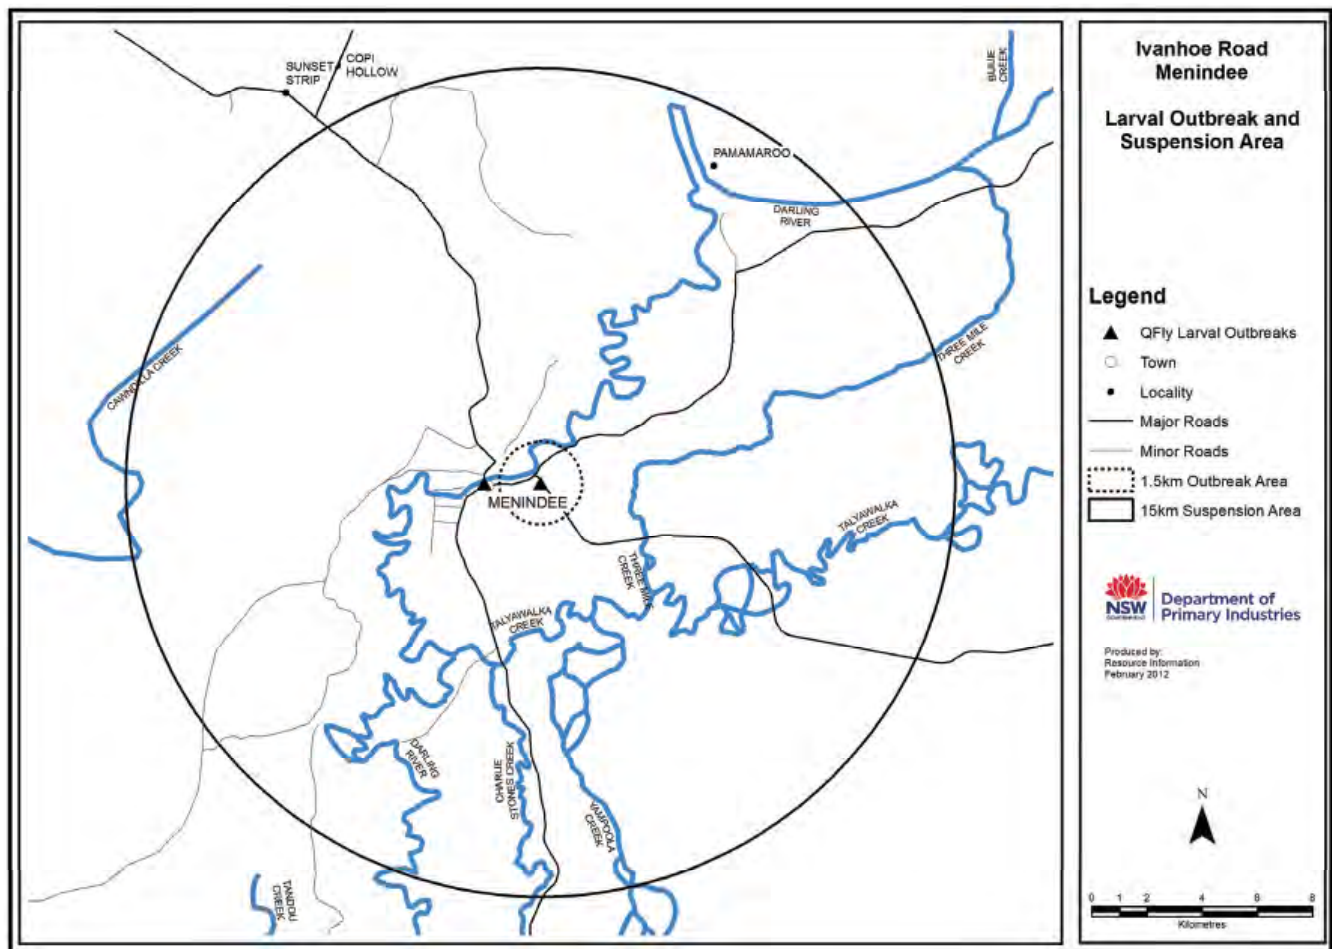 SUNSET
STRIP
COPI
HOLLOW
BIJIJIE
CREEK
PAMAMAROO
DARLING
RIVER
CAWNDILLA CREEK
THREE MILE
CREEK
MENINDEE
TALYAWALKA
CREEK
THREE MILE
CREEK
TALYAWALKA
CREEK
DARLING
RIVER
CHARLIE
STONES CREEK
YAMPOOLA
CREEK
TANDOU
CREEK
Ivanhoe Road
Menindee
Larval Outbreak and
Suspension Area
Legend
QFly Larval Outbreaks
Town
Locality
Major Roads
Minor Roads
1.5km Outbreak Area
15km Suspension Area
NSW
GOVERNMENT
Department of
Primary Industries
Produced by:
Resource Information
February 2012
N
0 2 4 6 8
Kilometres